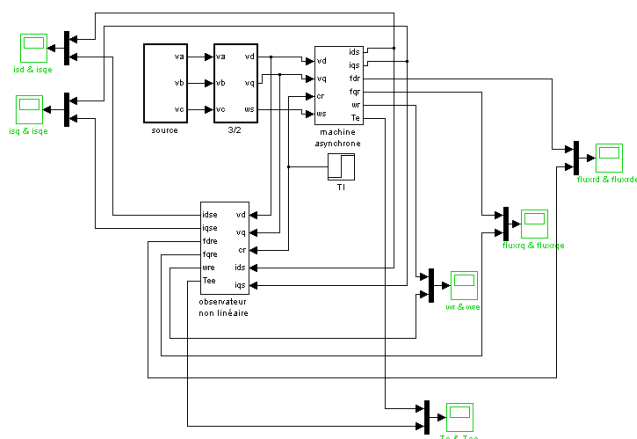 isd & isqe
isq & isqe
va
vb
vc
source
va
vb
vc
vd
vq
ws
3/2
vd
vq
cr
ws
ids
iqs
fdr
fqr
wr
Te
machine
asynchrone
Tl
fluxrd & fluxrde
fluxrq & fluxrqe
idse
iqse
fdre
fqre
wre
Tee
vd
vq
cr
ids
iqs
observateur
non linéaire
wr & wre
Te & Tee